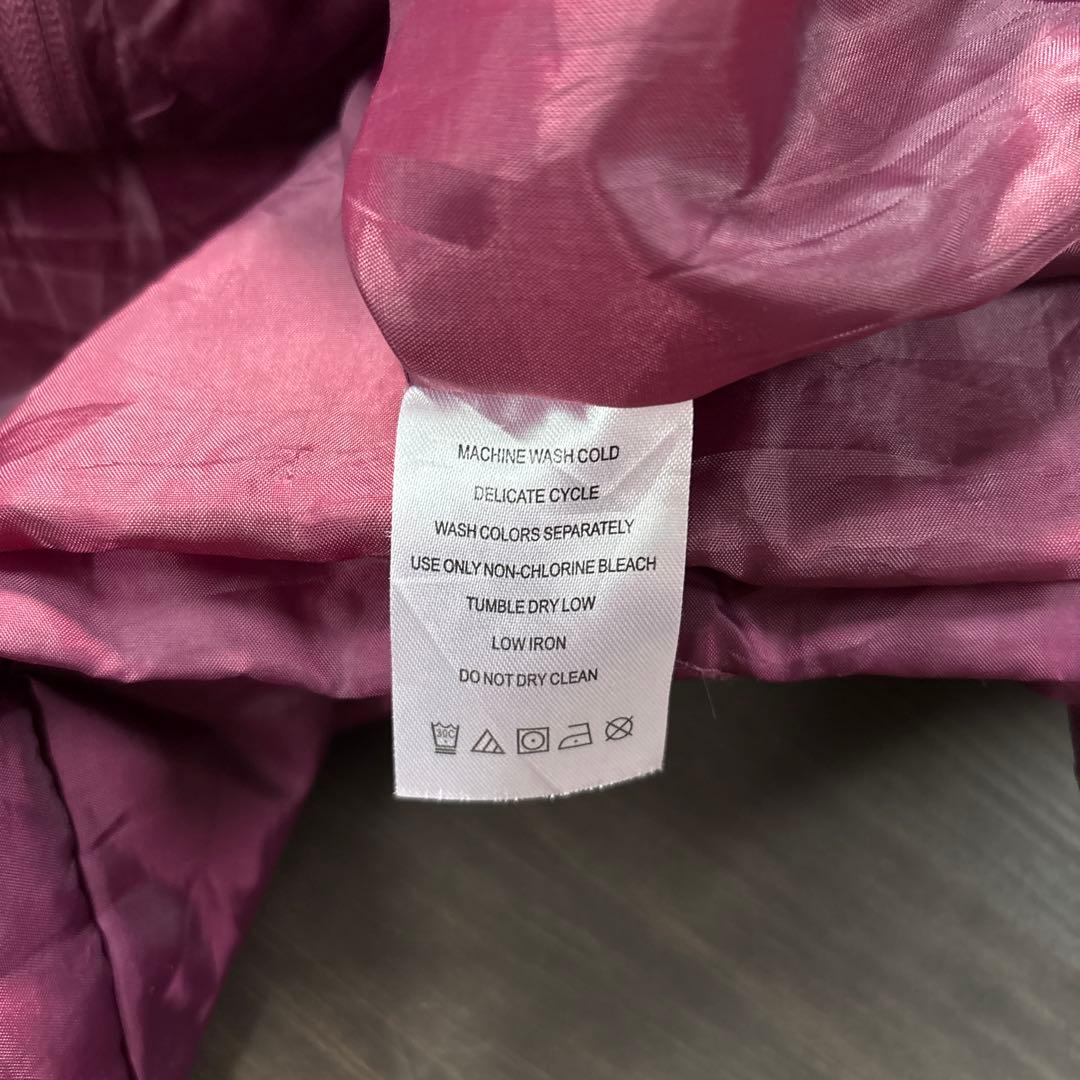 MACHINE WASH COLD
DELICATE CYCLE
WASH COLORS SEPARATELY
USE ONLY NON-CHLORINE BLEACH
TUMBLE DRY LOW
LOW IRON
DO NOT DRY CLEAN
30C